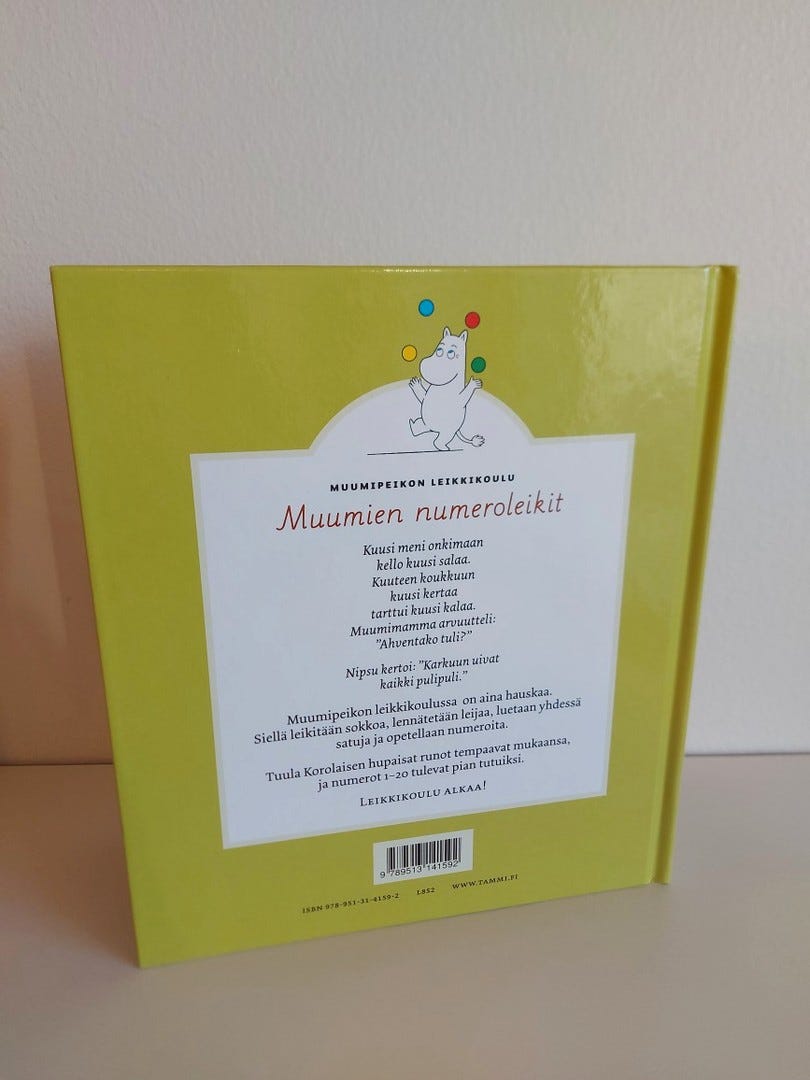 MUUMIPEIKON LEIKKIKOULU
Muumien numeroleikit
Kuusi meni onkimaan
kello kuusi salaa.
Kuuteen koukkuun
kuusi kertaa
tarttui kuusi kalaa.
Muumimamma arvuutteli:
”Ahventako tuli?”
Nipsu kertoi: ”Karkuun uivat
kaikki pulipuli.”
Muumipeikon leikkikoulussa on aina hauskaa.
Siellä leikitään sokkoa, lennätetään leijaa, luetaan yhdessä
satuja ja opetellaan numeroita.
Tuula Korolaisen hupaisat runot tempaavat mukaansa,
ja numerot 1–20 tulevat pian tutuiksi.
LEIKKIKOULU ALKAA!
9 789513 141592
ISBN 978-951-31-4159-2 L852 WWW.TAMMI.FI